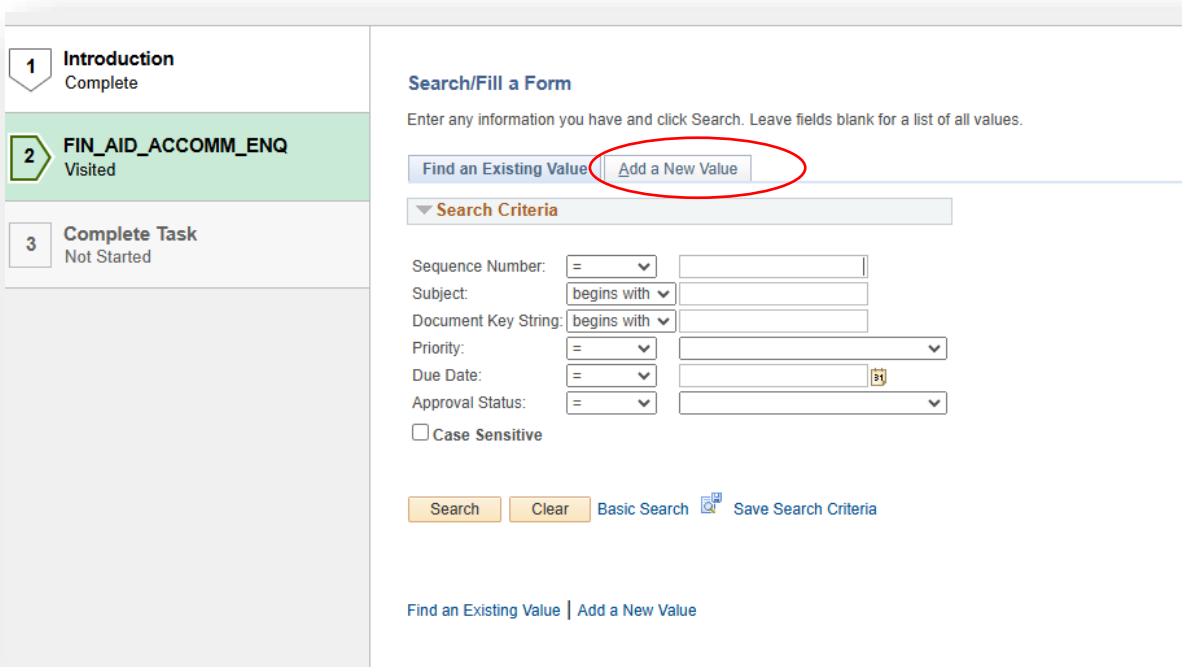 1 Introduction
Complete
2 FIN_AID_ACCOMM_ENQ
Visited
3 Complete Task
Not Started
Search/Fill a Form
Enter any information you have and click Search. Leave fields blank for a list of all values.
Find an Existing Value Add a New Value
Search Criteria
Sequence Number: =
Subject: begins with
Document Key String: begins with
Priority: =
Due Date: = 31
Approval Status: =
Case Sensitive
Search Clear Basic Search Save Search Criteria
Find an Existing Value | Add a New Value